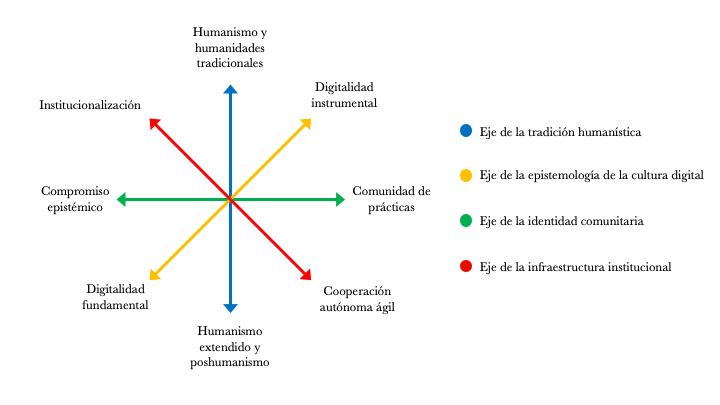 Humanismo y
humanidades
tradicionales
Digitalidad
instrumental
Institucionalización
Compromiso
epistémico
Comunidad de
prácticas
Digitalidad
fundamental
Cooperación
autónoma ágil
Humanismo
extendido y
poshumanismo
Eje de la tradición humanística
Eje de la epistemología de la cultura digital
Eje de la identidad comunitaria
Eje de la infraestructura institucional